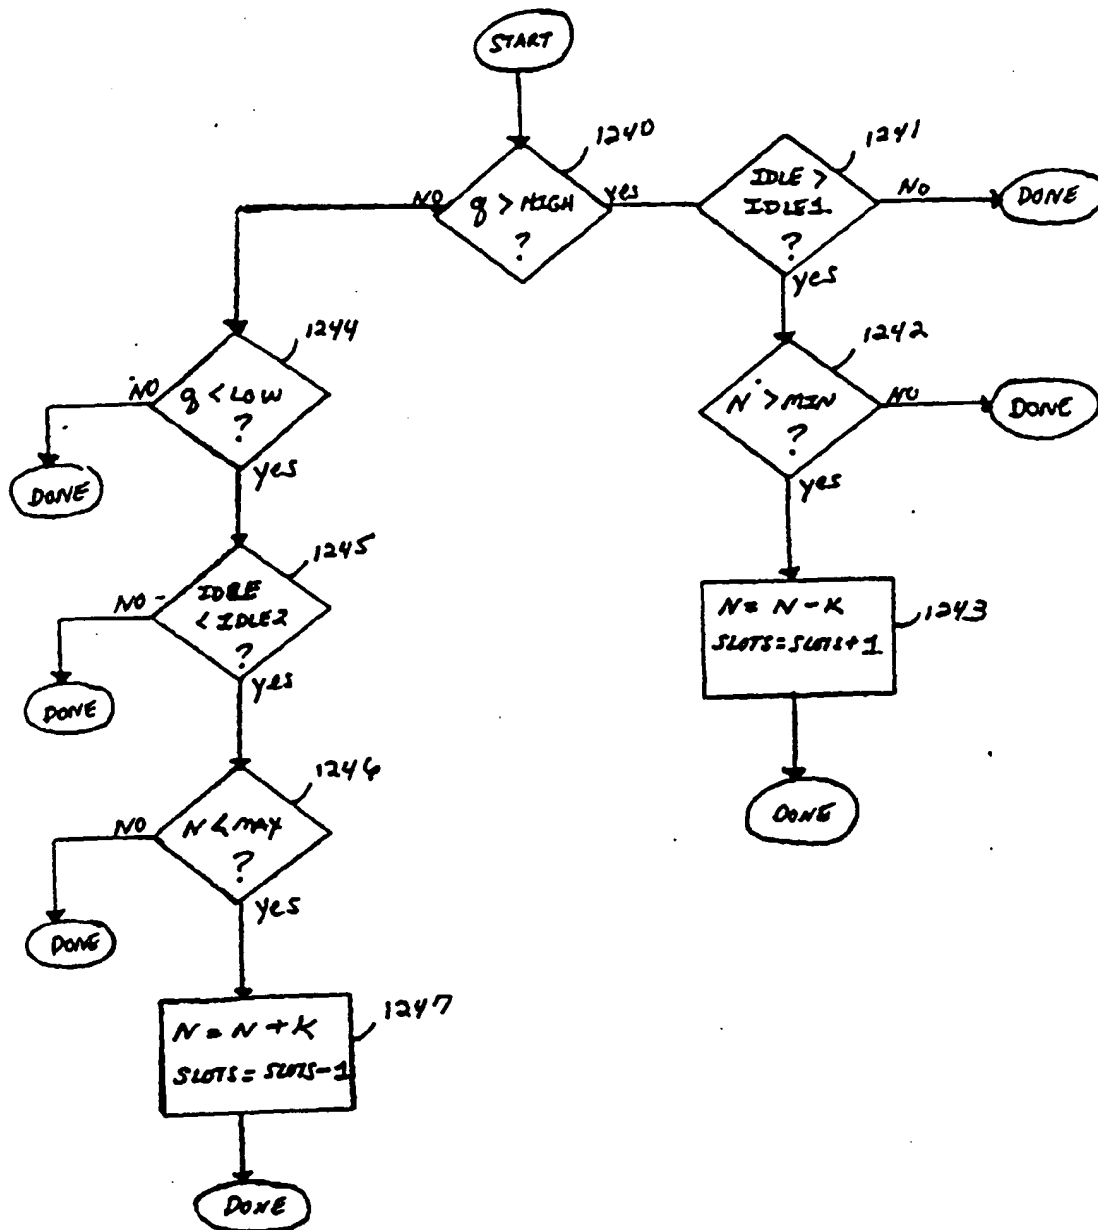 START
1240
q > HIGH
?
NO
yes
1241
IDLE >
IDLE1
?
NO
DONE
yes
1242
N > MIN
?
NO
DONE
yes
1243
N = N - K
SLOTS = SLOTS + 1
DONE
1244
q < LOW
?
NO
DONE
yes
1245
IDLE
< IDLE2
?
NO
DONE
yes
1246
N < MAX
?
NO
DONE
yes
1247
N = N + K
SLOTS = SLOTS - 1
DONE